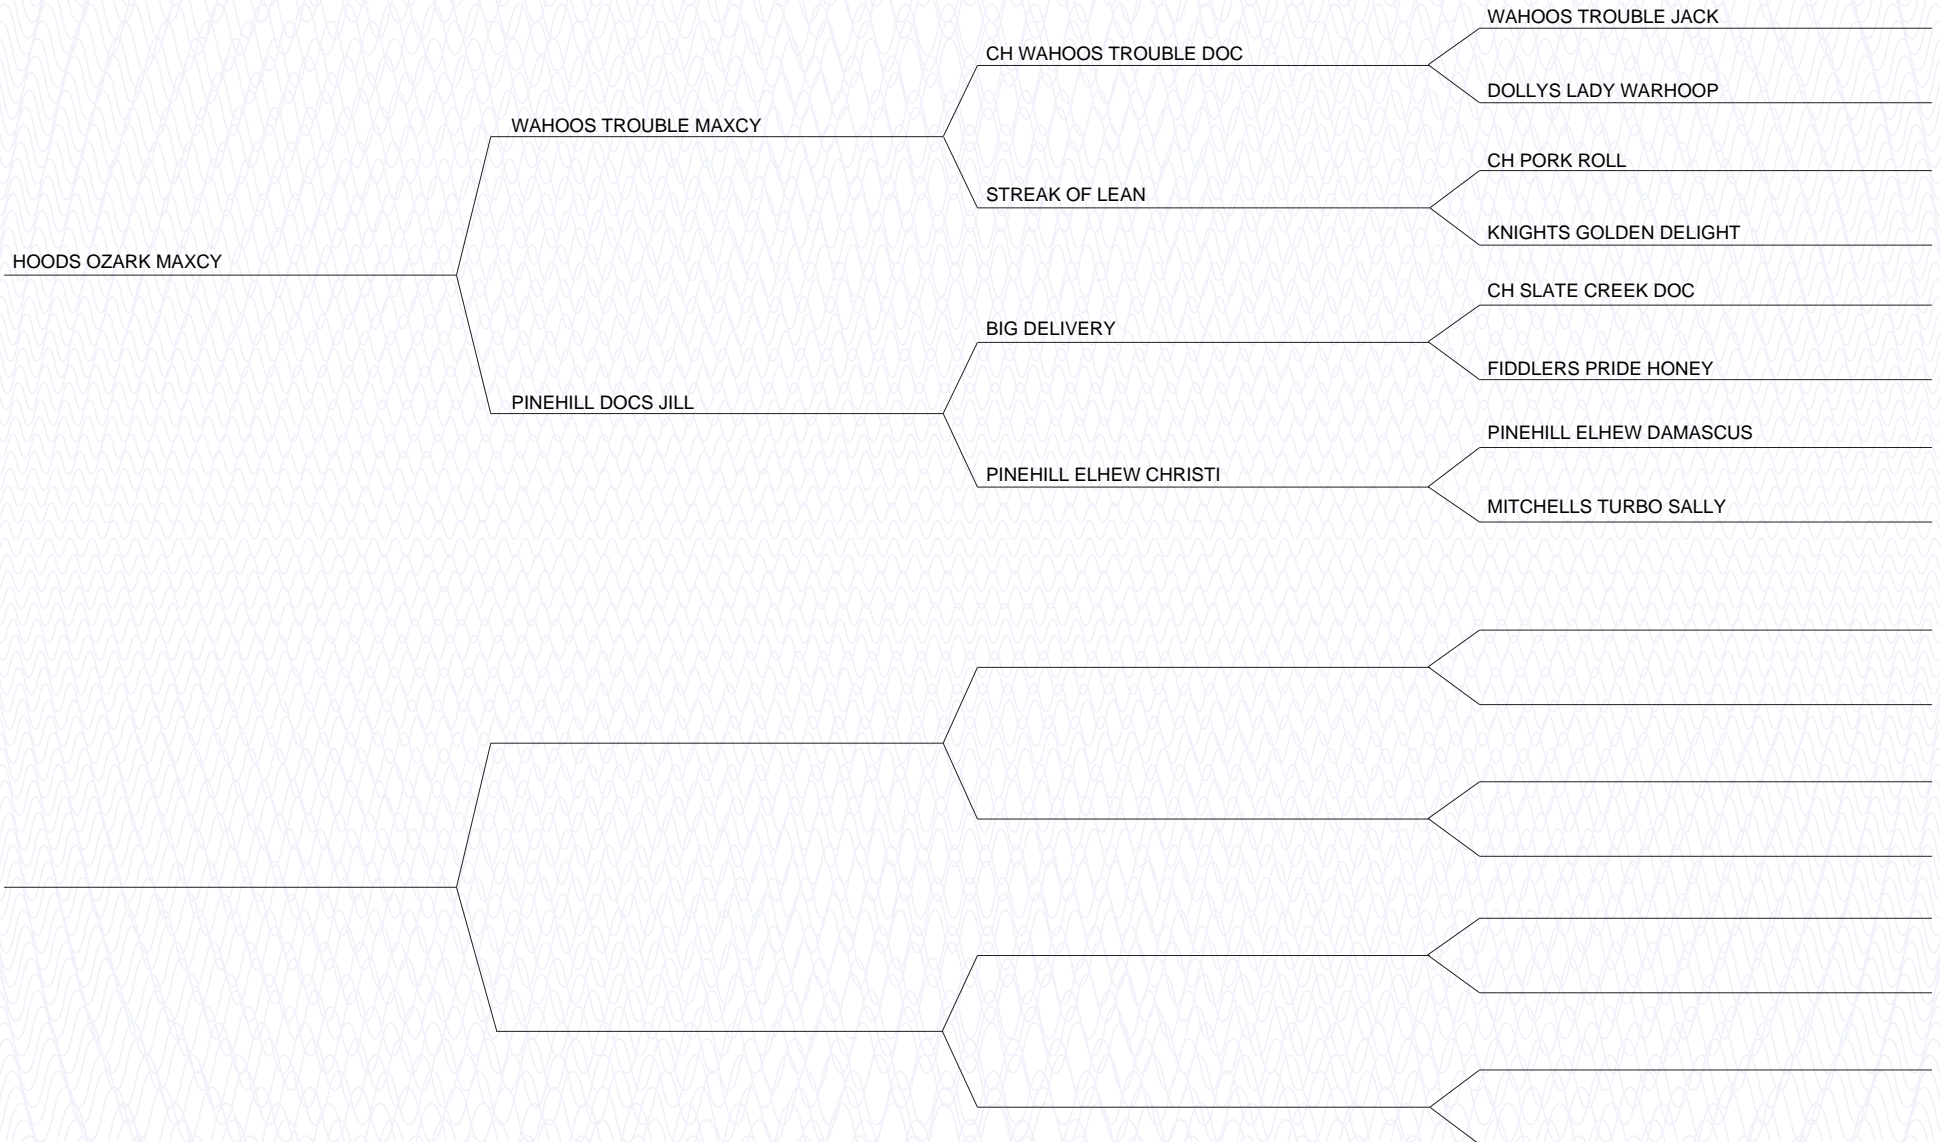 HOODS OZARK MAXCY
WAHOOS TROUBLE MAXCY
PINEHILL DOCS JILL
CH WAHOOS TROUBLE DOC
STREAK OF LEAN
BIG DELIVERY
PINEHILL ELHEW CHRISTI
WAHOOS TROUBLE JACK
DOLLYS LADY WARHOOP
CH PORK ROLL
KNIGHTS GOLDEN DELIGHT
CH SLATE CREEK DOC
FIDDLERS PRIDE HONEY
PINEHILL ELHEW DAMASCUS
MITCHELLS TURBO SALLY